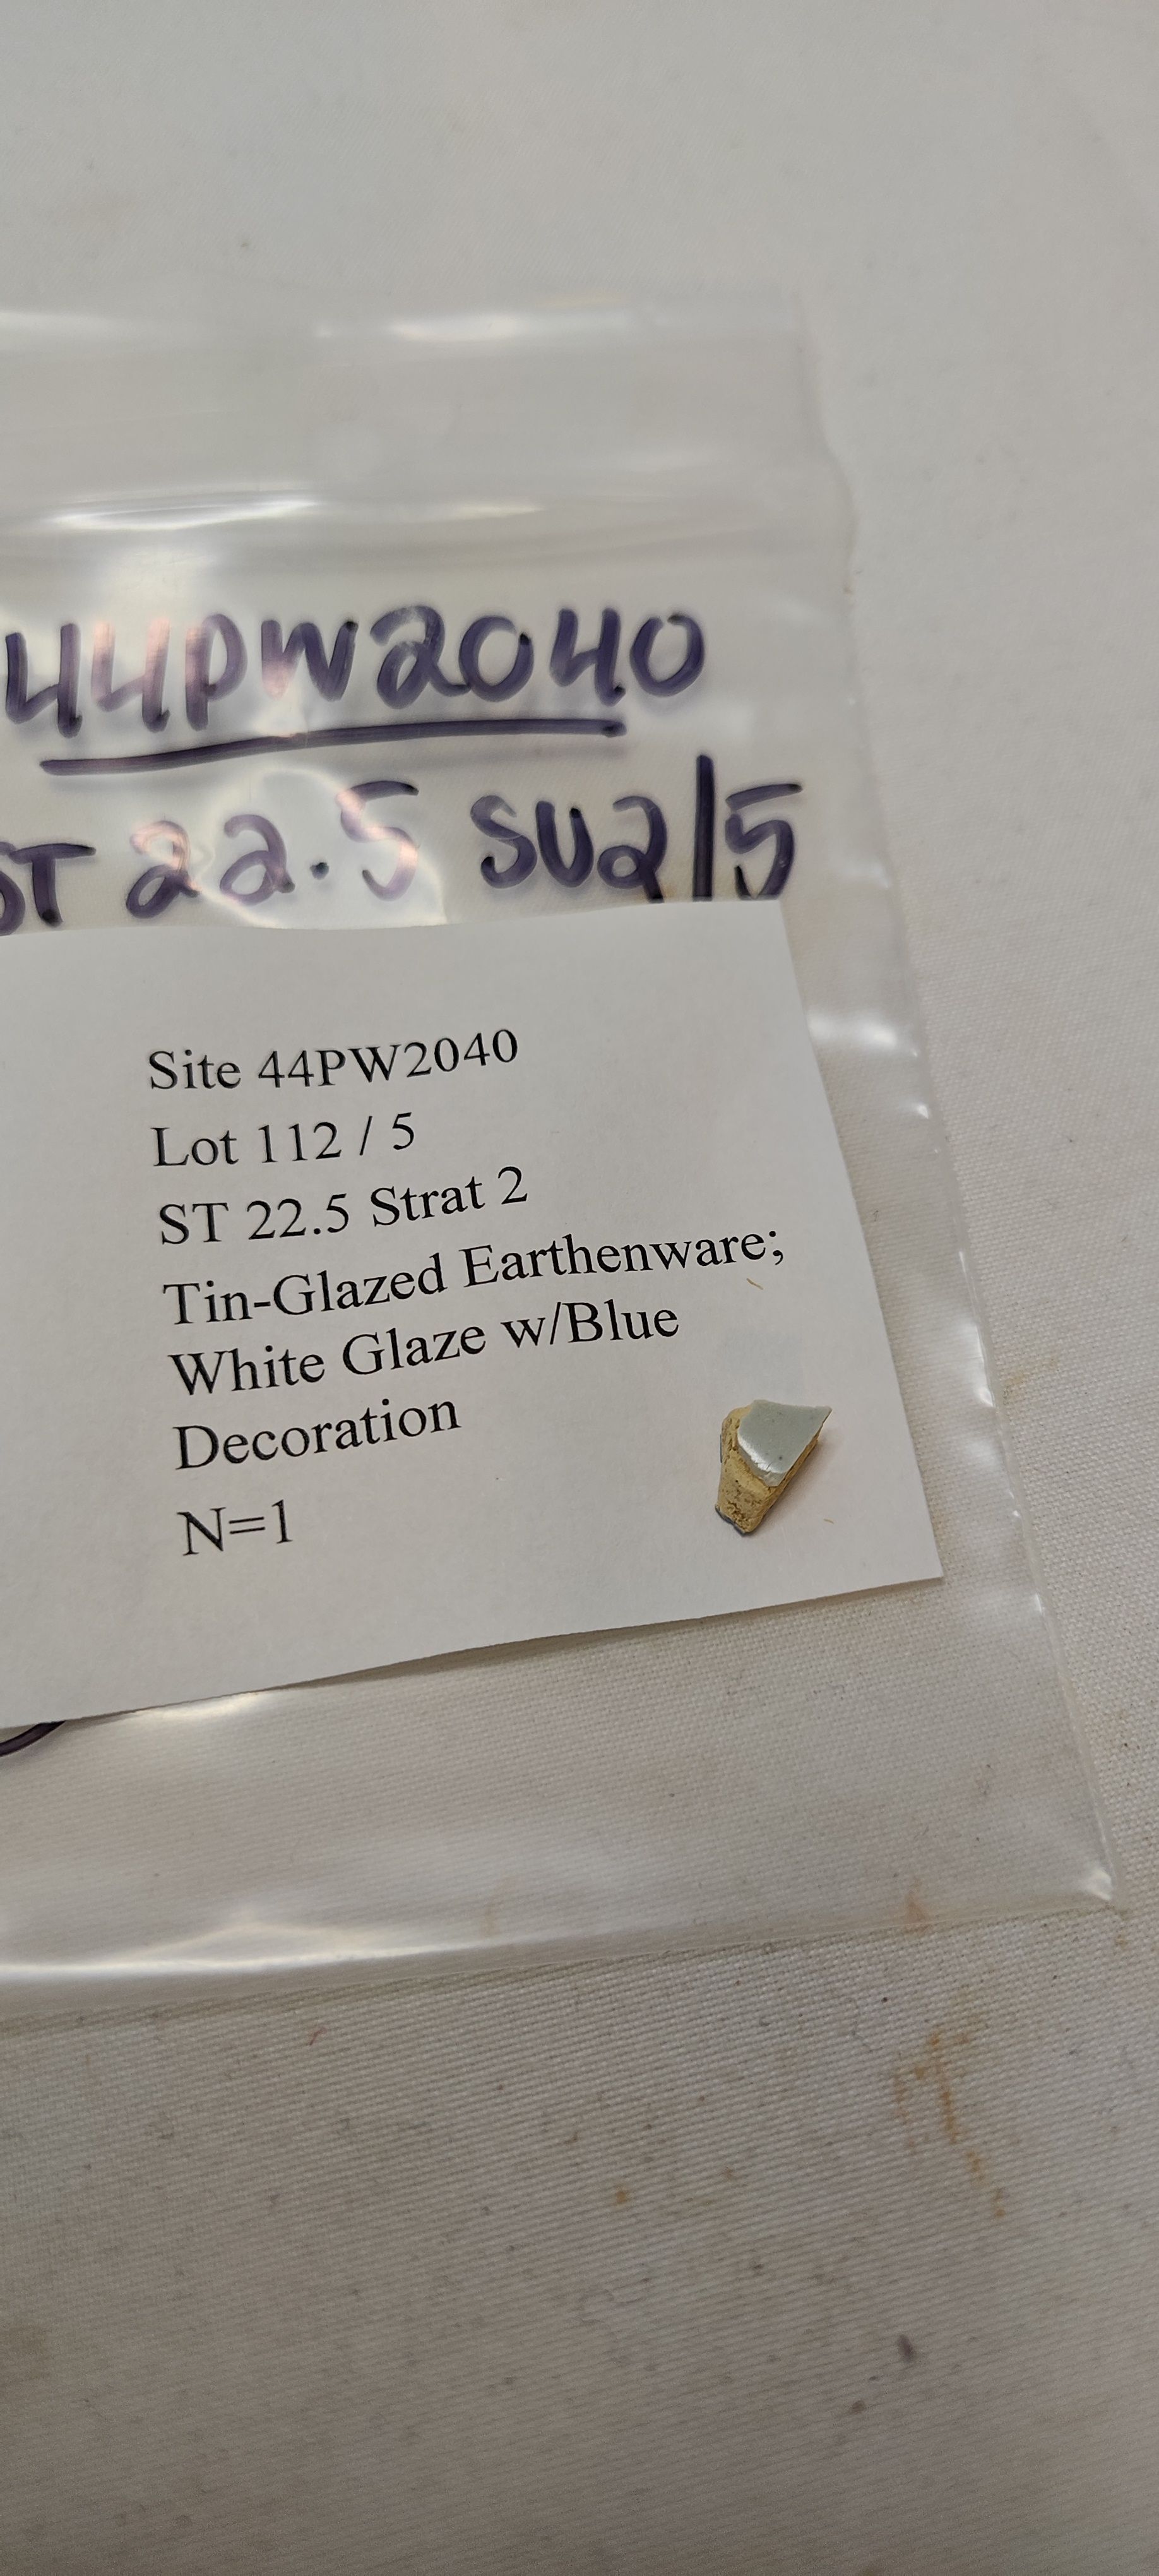 44PW2040
ST 22.5 SU2/5
Site 44PW2040
Lot 112 / 5
ST 22.5 Strat 2
Tin-Glazed Earthenware;
White Glaze w/Blue
Decoration
N=1